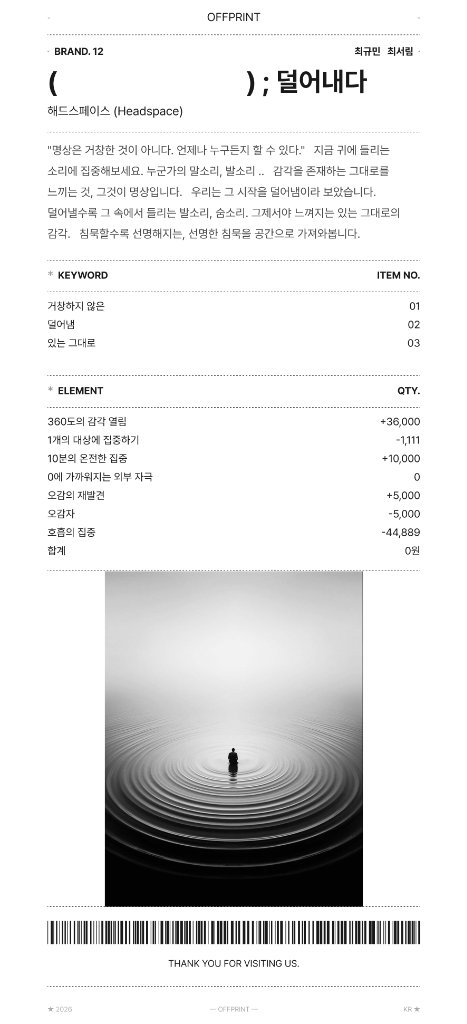 OFFPRINT
BRAND. 12 최규민 최서림
( ) ; 덜어내다
해드스페이스 (Headspace)
"명상은 거창한 것이 아니다. 언제나 누구든지 할 수 있다." 지금 귀에 들리는
소리에 집중해보세요. 누군가의 말소리, 발소리 .. 감각을 존재하는 그대로를
느끼는 것, 그것이 명상입니다. 우리는 그 시작을 덜어냄이라 보았습니다.
덜어낼수록 그 속에서 들리는 발소리, 숨소리. 그제서야 느껴지는 있는 그대로의
감각. 침묵할수록 선명해지는, 선명한 침묵을 공간으로 가져와봅니다.
* KEYWORD ITEM NO.
거창하지 않은 01
덜어냄 02
있는 그대로 03
* ELEMENT QTY.
360도의 감각 열림 +36,000
1개의 대상에 집중하기 -1,111
10분의 온전한 집중 +10,000
0에 가까워지는 외부 자극 0
오감의 재발견 +5,000
오감자 -5,000
호흡의 집중 -44,889
합계 0원
THANK YOU FOR VISITING US.
★ 2026 — OFFPRINT — KR ★